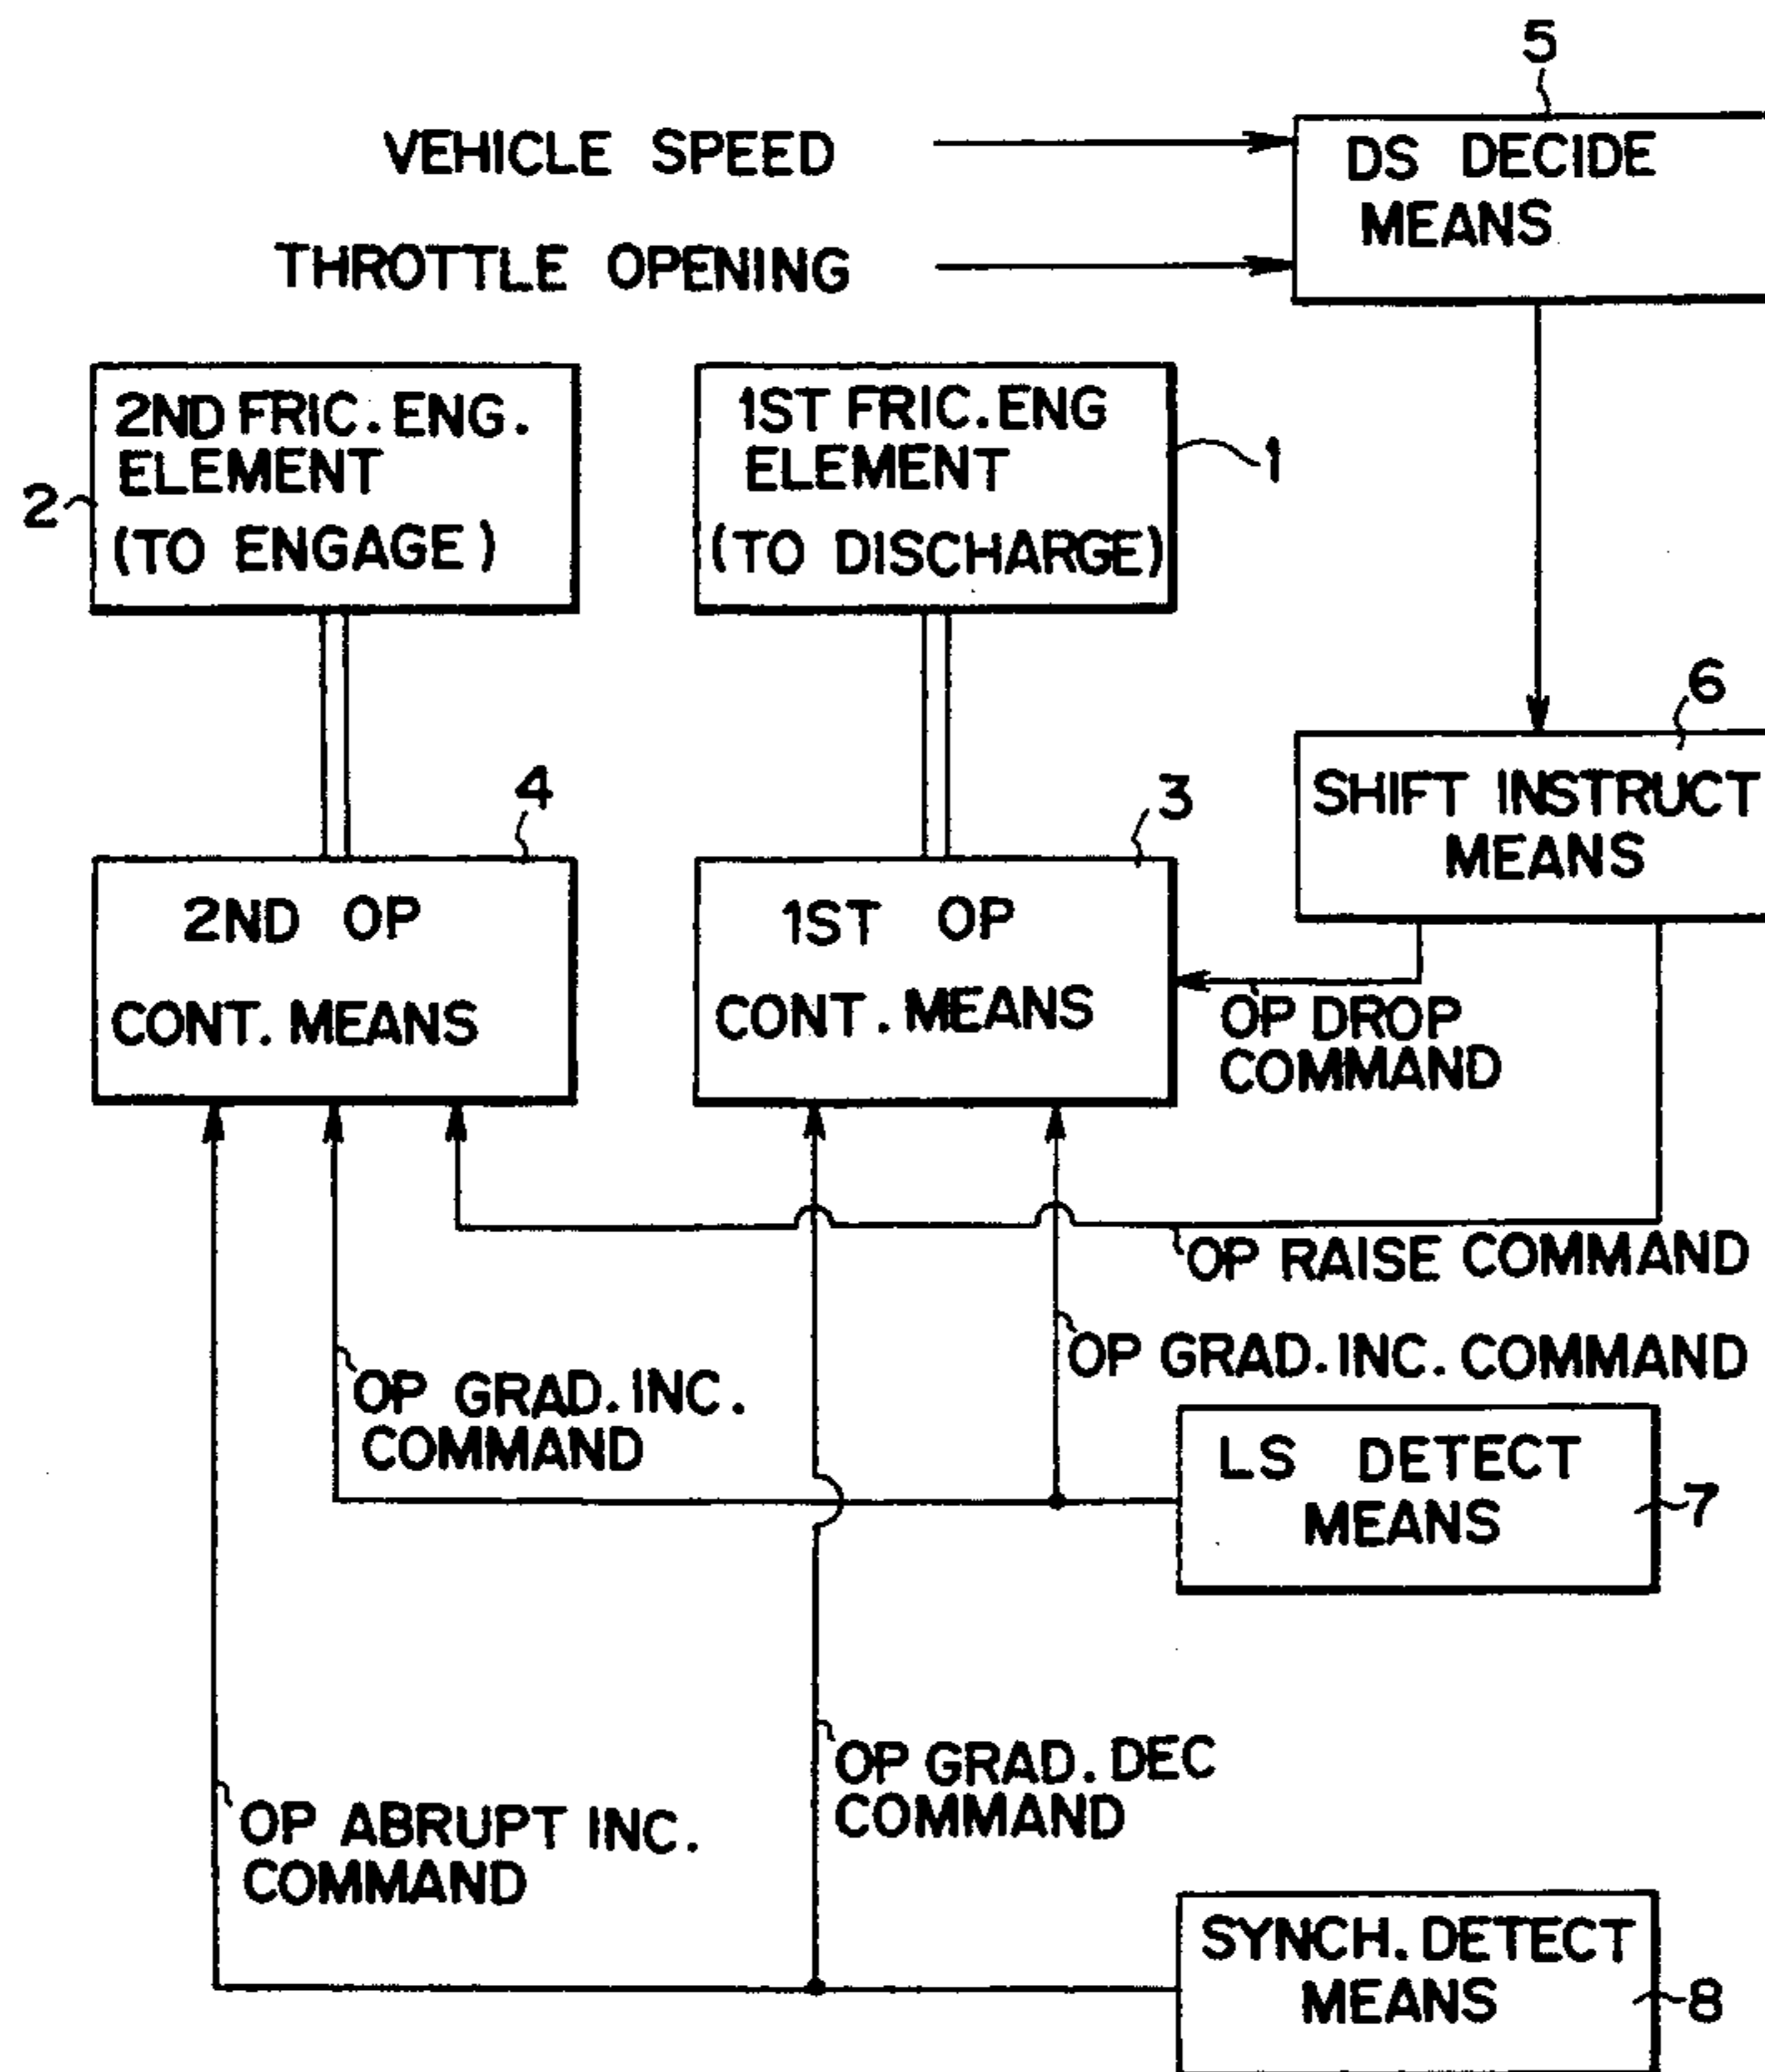 5
VEHICLE SPEED
DS DECIDE
MEANS
THROTTLE OPENING
2ND FRIC. ENG.
ELEMENT
(TO ENGAGE)
2
1ST FRIC. ENG
ELEMENT
(TO DISCHARGE)
1
6
SHIFT INSTRUCT
MEANS
4
2ND OP
CONT. MEANS
3
1ST OP
CONT. MEANS
OP DROP
COMMAND
OP RAISE COMMAND
OP GRAD. INC. COMMAND
OP GRAD. INC.
COMMAND
LS DETECT
MEANS
7
OP GRAD. DEC
COMMAND
OP ABRUPT INC.
COMMAND
SYNCH. DETECT
MEANS
8